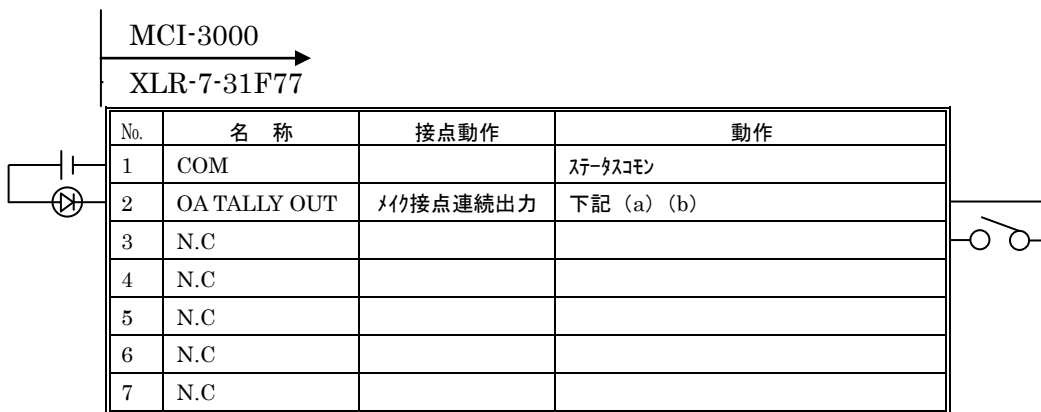 MCI-3000
XLR-7-31F77
No. 名 称 接点動作 動作
1 COM ｽﾃｰﾀｽｺﾓﾝ
2 OA TALLY OUT ﾒｲｸ接点連続出力 下記 (a) (b)
3 N.C
4 N.C
5 N.C
6 N.C
7 N.C